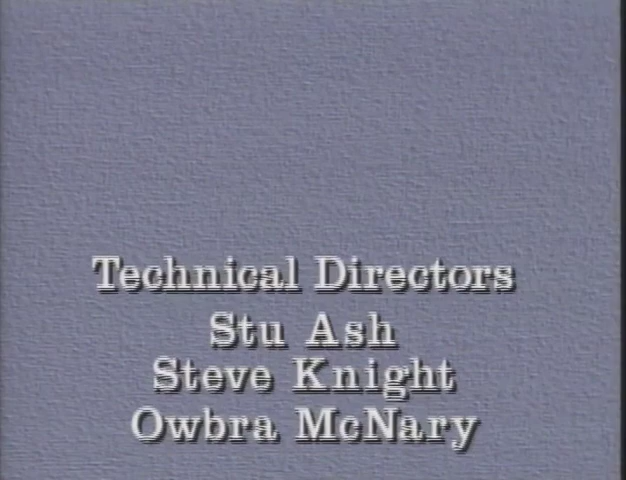 Technical Directors
Stu Ash
Steve Knight
Owbra McNary